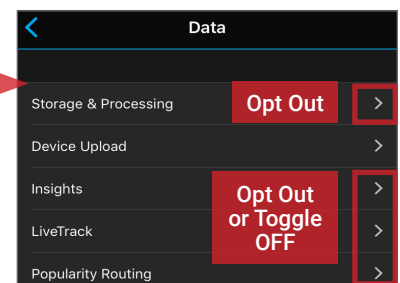 Data
Storage & Processing
Opt Out
Device Upload
Insights
Opt Out
or Toggle
OFF
LiveTrack
Popularity Routing